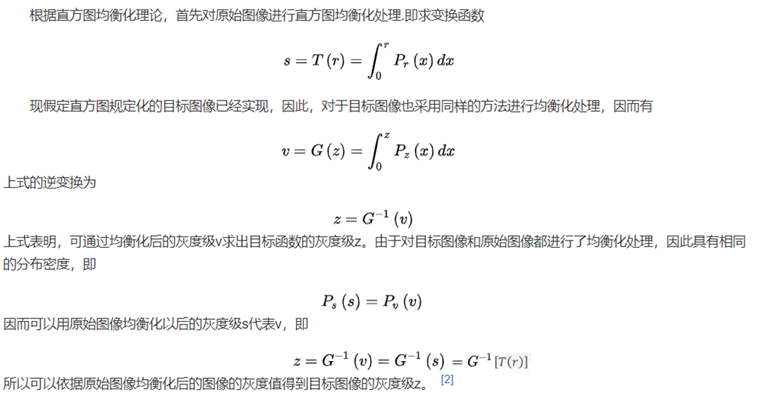 根据直方图均衡化理论，首先对原始图像进行直方图均衡化处理.即求变换函数
s = T (r) = ∫₀ʳ Pᵣ (x) dx
现假定直方图规定化的目标图像已经实现，因此，对于目标图像也采用同样的方法进行均衡化处理，因而有
v = G (z) = ∫₀ᶻ P_z (x) dx
上式的逆变换为
z = G⁻¹ (v)
上式表明，可通过均衡化后的灰度级v求出目标函数的灰度级z。由于对目标图像和原始图像都进行了均衡化处理，因此具有相同
的分布密度，即
Pₛ (s) = Pᵥ (v)
因而可以用原始图像均衡化以后的灰度级s代表v，即
z = G⁻¹ (v) = G⁻¹ (s) = G⁻¹[T(r)]
所以可以依据原始图像均衡化后的图像的灰度值得到目标图像的灰度级z。 [2]